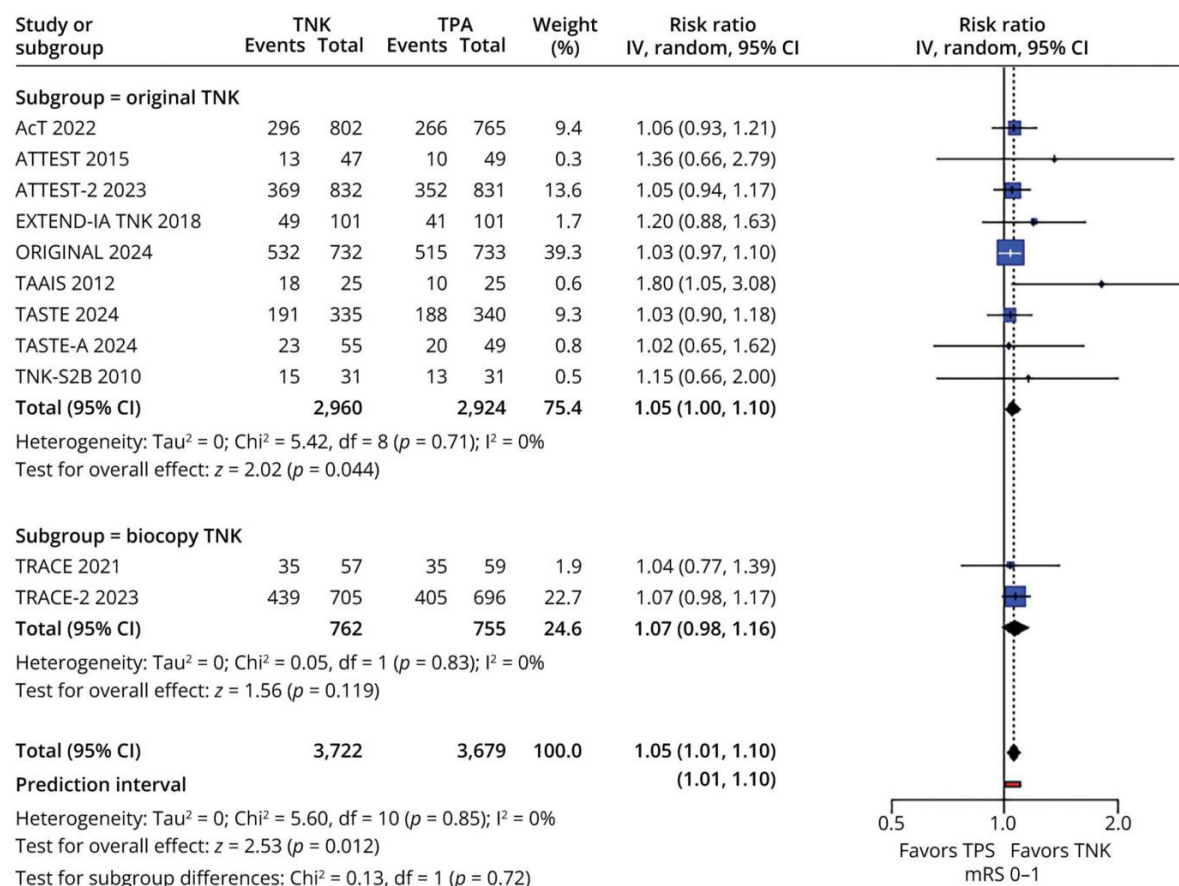 Study or subgroup TNK Events Total TPA Events Total Weight (%) Risk ratio IV, random, 95% CI Risk ratio IV, random, 95% CI
Subgroup = original TNK
AcT 2022 296 802 266 765 9.4 1.06 (0.93, 1.21)
ATTEST 2015 13 47 10 49 0.3 1.36 (0.66, 2.79)
ATTEST-2 2023 369 832 352 831 13.6 1.05 (0.94, 1.17)
EXTEND-IA TNK 2018 49 101 41 101 1.7 1.20 (0.88, 1.63)
ORIGINAL 2024 532 732 515 733 39.3 1.03 (0.97, 1.10)
TAAIS 2012 18 25 10 25 0.6 1.80 (1.05, 3.08)
TASTE 2024 191 335 188 340 9.3 1.03 (0.90, 1.18)
TASTE-A 2024 23 55 20 49 0.8 1.02 (0.65, 1.62)
TNK-S2B 2010 15 31 13 31 0.5 1.15 (0.66, 2.00)
Total (95% CI) 2,960 2,924 75.4 1.05 (1.00, 1.10)
Heterogeneity: Tau² = 0; Chi² = 5.42, df = 8 (p = 0.71); I² = 0%
Test for overall effect: z = 2.02 (p = 0.044)
Subgroup = biocopy TNK
TRACE 2021 35 57 35 59 1.9 1.04 (0.77, 1.39)
TRACE-2 2023 439 705 405 696 22.7 1.07 (0.98, 1.17)
Total (95% CI) 762 755 24.6 1.07 (0.98, 1.16)
Heterogeneity: Tau² = 0; Chi² = 0.05, df = 1 (p = 0.83); I² = 0%
Test for overall effect: z = 1.56 (p = 0.119)
Total (95% CI) 3,722 3,679 100.0 1.05 (1.01, 1.10)
Prediction interval (1.01, 1.10)
Heterogeneity: Tau² = 0; Chi² = 5.60, df = 10 (p = 0.85); I² = 0%
Test for overall effect: z = 2.53 (p = 0.012)
Test for subgroup differences: Chi² = 0.13, df = 1 (p = 0.72)
0.5 1.0 2.0
Favors TPS Favors TNK
mRS 0–1